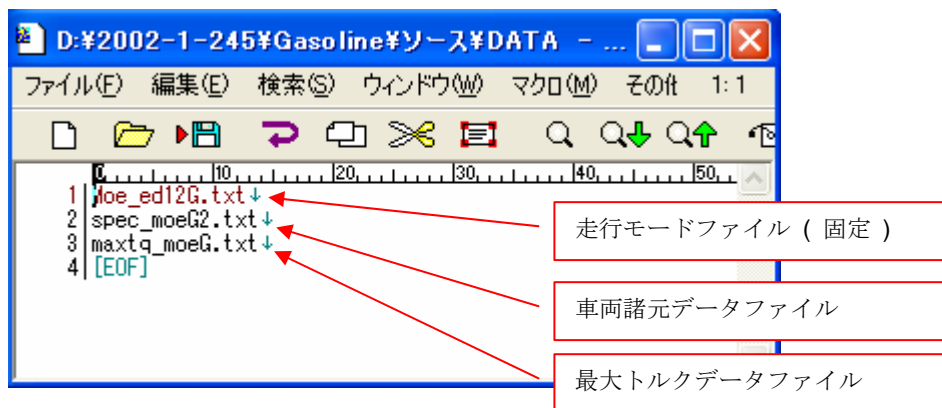 D:¥2002-1-245¥Gasoline¥ソース¥DATA - ...
ファイル(F) 編集(E) 検索(S) ウィンドウ(W) マクロ(M) その他 1: 1
0 10 20 30 40 50
1 Moe_ed12G.txt↓
2 spec_moeG2.txt↓
3 maxtq_moeG.txt↓
4 [EOF]
走行モードファイル ( 固定 )
車両諸元データファイル
最大トルクデータファイル